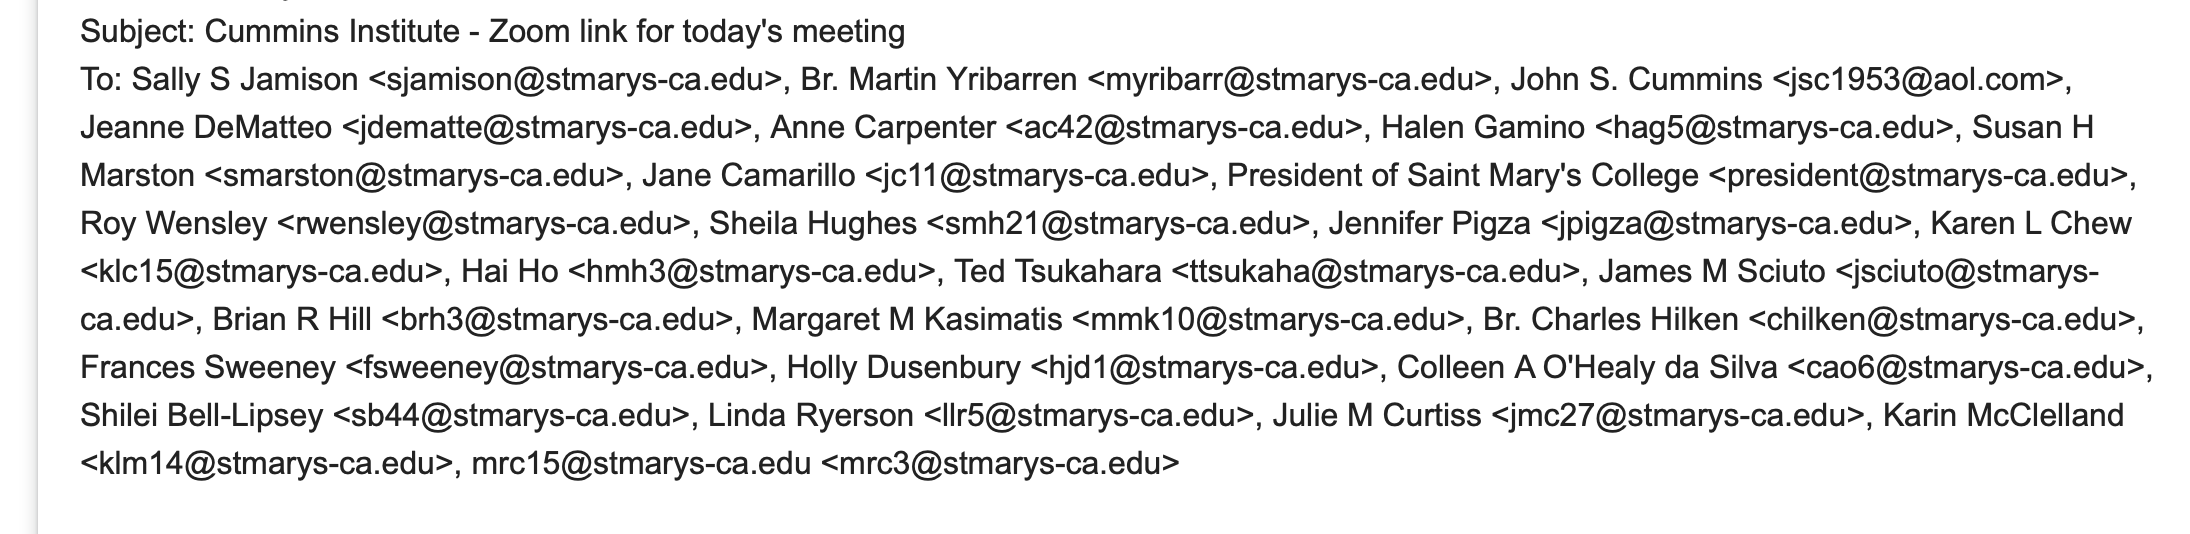 Subject: Cummins Institute - Zoom link for today's meeting
To: Sally S Jamison <sjamison@stmarys-ca.edu>, Br. Martin Yribarren <myribarr@stmarys-ca.edu>, John S. Cummins <jsc1953@aol.com>,
Jeanne DeMatteo <jdematte@stmarys-ca.edu>, Anne Carpenter <ac42@stmarys-ca.edu>, Halen Gamino <hag5@stmarys-ca.edu>, Susan H
Marston <smarston@stmarys-ca.edu>, Jane Camarillo <jc11@stmarys-ca.edu>, President of Saint Mary's College <president@stmarys-ca.edu>,
Roy Wensley <rwensley@stmarys-ca.edu>, Sheila Hughes <smh21@stmarys-ca.edu>, Jennifer Pigza <jpigza@stmarys-ca.edu>, Karen L Chew
<klc15@stmarys-ca.edu>, Hai Ho <hmh3@stmarys-ca.edu>, Ted Tsukahara <ttsukaha@stmarys-ca.edu>, James M Sciuto <jsciuto@stmarys-
ca.edu>, Brian R Hill <brh3@stmarys-ca.edu>, Margaret M Kasimatis <mmk10@stmarys-ca.edu>, Br. Charles Hilken <chilken@stmarys-ca.edu>,
Frances Sweeney <fsweeney@stmarys-ca.edu>, Holly Dusenbury <hjd1@stmarys-ca.edu>, Colleen A O'Healy da Silva <cao6@stmarys-ca.edu>,
Shilei Bell-Lipsey <sb44@stmarys-ca.edu>, Linda Ryerson <llr5@stmarys-ca.edu>, Julie M Curtiss <jmc27@stmarys-ca.edu>, Karin McClelland
<klm14@stmarys-ca.edu>, mrc15@stmarys-ca.edu <mrc3@stmarys-ca.edu>